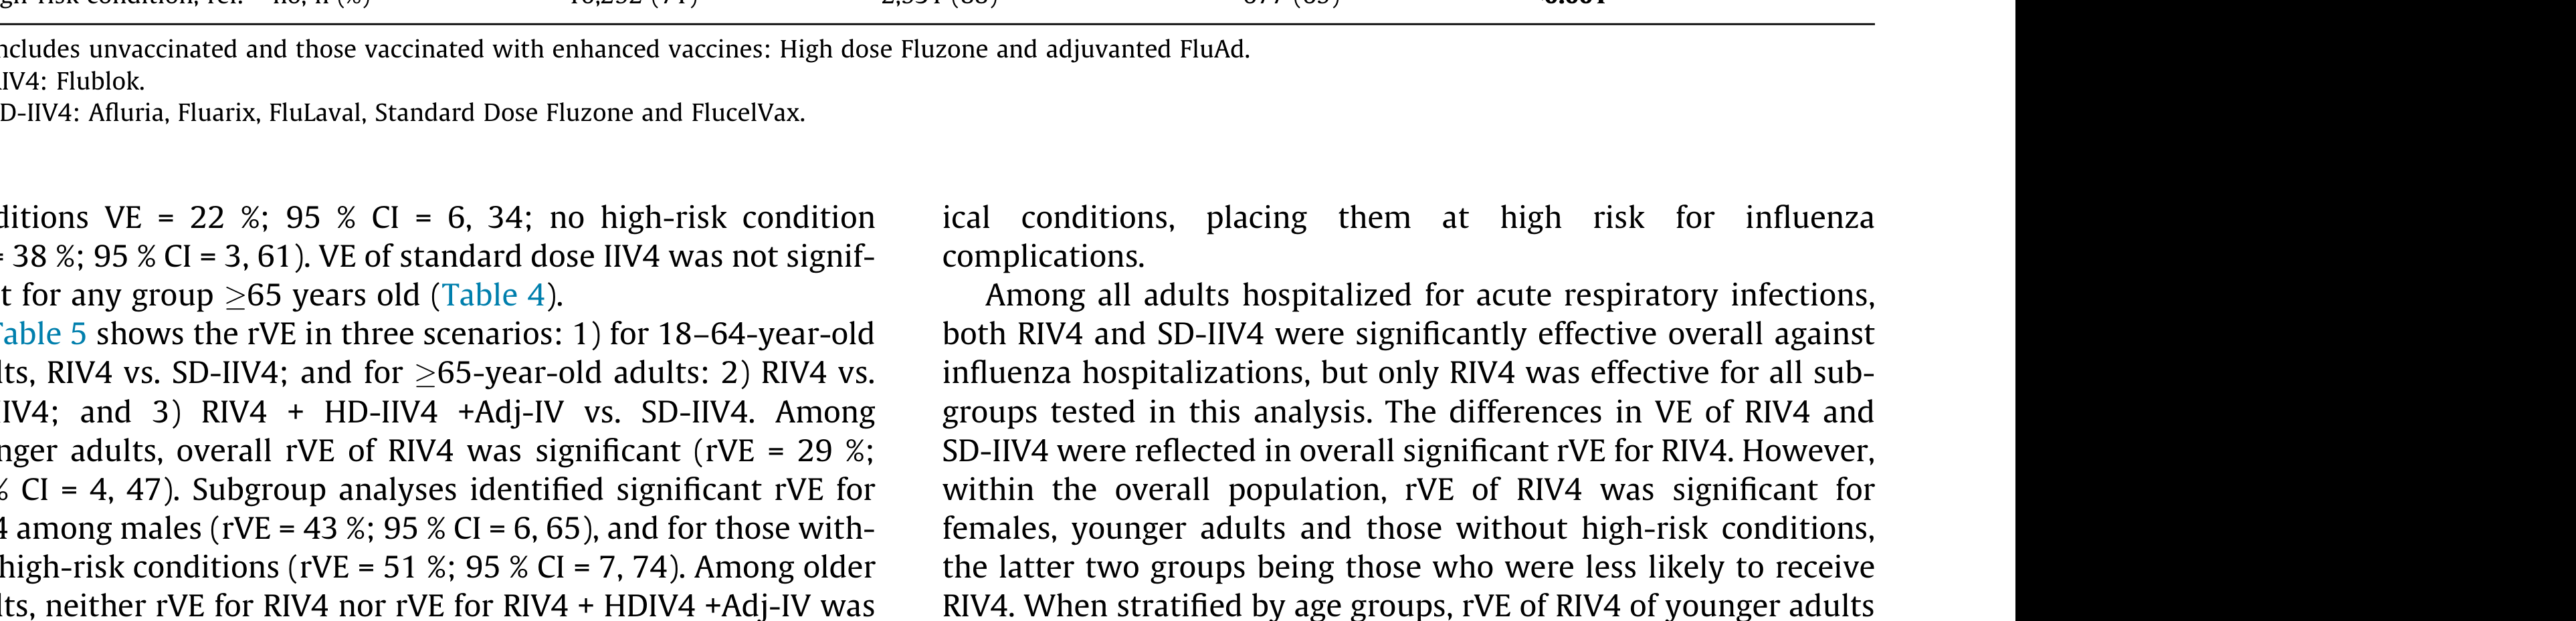 ncludes unvaccinated and those vaccinated with enhanced vaccines: High dose Fluzone and adjuvanted FluAd.
IV4: Flublok.
D-IIV4: Afluria, Fluarix, FluLaval, Standard Dose Fluzone and FlucelVax.
ditions VE = 22 %; 95 % CI = 6, 34; no high-risk condition
= 38 %; 95 % CI = 3, 61). VE of standard dose IIV4 was not signif-
t for any group ≥65 years old (Table 4).
Table 5 shows the rVE in three scenarios: 1) for 18–64-year-old
lts, RIV4 vs. SD-IIV4; and for ≥65-year-old adults: 2) RIV4 vs.
IIV4; and 3) RIV4 + HD-IIV4 +Adj-IV vs. SD-IIV4. Among
nger adults, overall rVE of RIV4 was significant (rVE = 29 %;
% CI = 4, 47). Subgroup analyses identified significant rVE for
4 among males (rVE = 43 %; 95 % CI = 6, 65), and for those with-
high-risk conditions (rVE = 51 %; 95 % CI = 7, 74). Among older
lts, neither rVE for RIV4 nor rVE for RIV4 + HDIV4 +Adj-IV was
ical conditions, placing them at high risk for influenza
complications.
Among all adults hospitalized for acute respiratory infections,
both RIV4 and SD-IIV4 were significantly effective overall against
influenza hospitalizations, but only RIV4 was effective for all sub-
groups tested in this analysis. The differences in VE of RIV4 and
SD-IIV4 were reflected in overall significant rVE for RIV4. However,
within the overall population, rVE of RIV4 was significant for
females, younger adults and those without high-risk conditions,
the latter two groups being those who were less likely to receive
RIV4. When stratified by age groups, rVE of RIV4 of younger adults